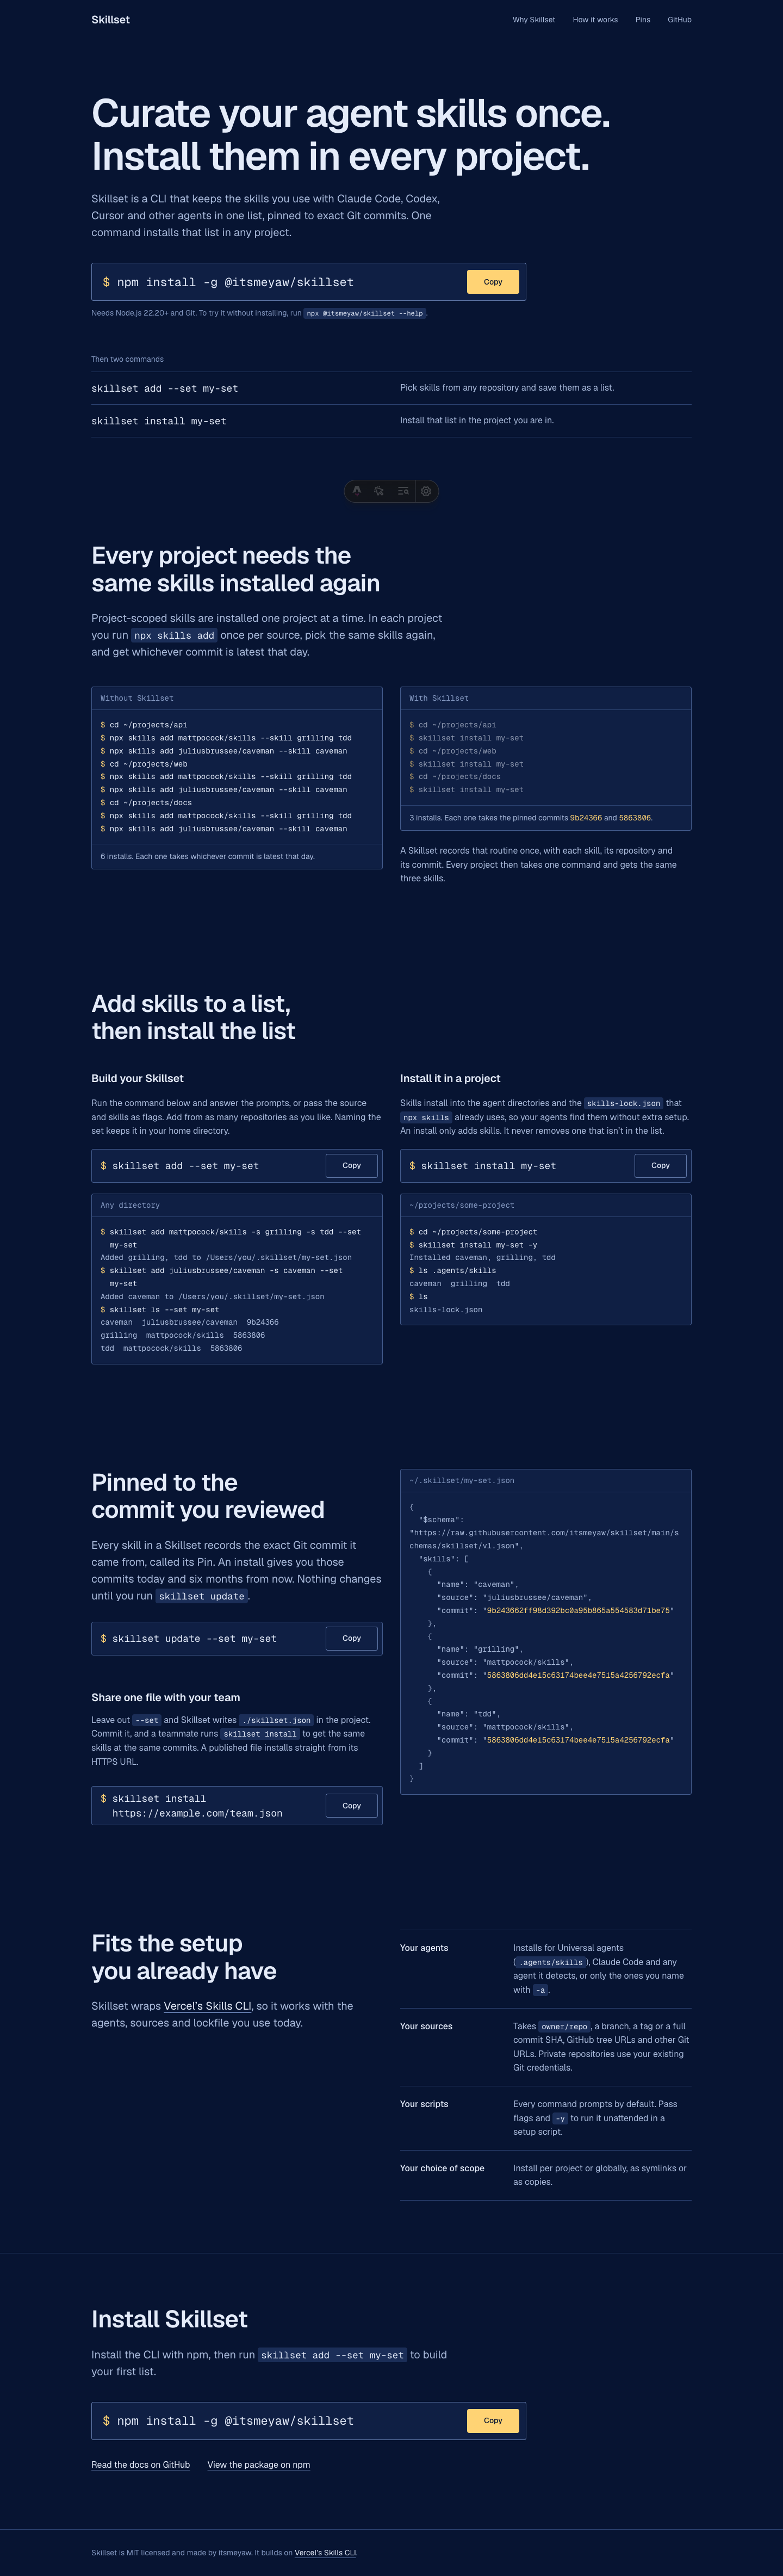 Skillset
Why Skillset How it works Pins GitHub
Curate your agent skills once.
Install them in every project.
Skillset is a CLI that keeps the skills you use with Claude Code, Codex,
Cursor and other agents in one list, pinned to exact Git commits. One
command installs that list in any project.
$ npm install -g @itsmeyaw/skillset
Copy
Needs Node.js 22.20+ and Git. To try it without installing, run npx @itsmeyaw/skillset --help.
Then two commands
skillset add --set my-set
Pick skills from any repository and save them as a list.
skillset install my-set
Install that list in the project you are in.
Every project needs the
same skills installed again
Project-scoped skills are installed one project at a time. In each project
you run npx skills add once per source, pick the same skills again,
and get whichever commit is latest that day.
Without Skillset
$ cd ~/projects/api
$ npx skills add mattpocock/skills --skill grilling tdd
$ npx skills add juliusbrussee/caveman --skill caveman
$ cd ~/projects/web
$ npx skills add mattpocock/skills --skill grilling tdd
$ npx skills add juliusbrussee/caveman --skill caveman
$ cd ~/projects/docs
$ npx skills add mattpocock/skills --skill grilling tdd
$ npx skills add juliusbrussee/caveman --skill caveman
6 installs. Each one takes whichever commit is latest that day.
With Skillset
$ cd ~/projects/api
$ skillset install my-set
$ cd ~/projects/web
$ skillset install my-set
$ cd ~/projects/docs
$ skillset install my-set
3 installs. Each one takes the pinned commits 9b24366 and 5863806.
A Skillset records that routine once, with each skill, its repository and
its commit. Every project then takes one command and gets the same
three skills.
Add skills to a list,
then install the list
Build your Skillset
Run the command below and answer the prompts, or pass the source
and skills as flags. Add from as many repositories as you like. Naming the
set keeps it in your home directory.
$ skillset add --set my-set
Copy
Any directory
$ skillset add mattpocock/skills -s grilling -s tdd --set
my-set
Added grilling, tdd to /Users/you/.skillset/my-set.json
$ skillset add juliusbrussee/caveman -s caveman --set
my-set
Added caveman to /Users/you/.skillset/my-set.json
$ skillset ls --set my-set
caveman juliusbrussee/caveman 9b24366
grilling mattpocock/skills 5863806
tdd mattpocock/skills 5863806
Install it in a project
Skills install into the agent directories and the skills-lock.json that
npx skills already uses, so your agents find them without extra setup.
An install only adds skills. It never removes one that isn't in the list.
$ skillset install my-set
Copy
~/projects/some-project
$ cd ~/projects/some-project
$ skillset install my-set -y
Installed caveman, grilling, tdd
$ ls .agents/skills
caveman grilling tdd
$ ls
skills-lock.json
Pinned to the
commit you reviewed
Every skill in a Skillset records the exact Git commit it
came from, called its Pin. An install gives you those
commits today and six months from now. Nothing changes
until you run skillset update.
$ skillset update --set my-set
Copy
Share one file with your team
Leave out --set and Skillset writes ./skillset.json in the project.
Commit it, and a teammate runs skillset install to get the same
skills at the same commits. A published file installs straight from its
HTTPS URL.
$ skillset install
https://example.com/team.json
Copy
~/.skillset/my-set.json
{
"$schema":
"https://raw.githubusercontent.com/itsmeyaw/skillset/main/s
chemas/skillset/v1.json",
"skills": [
{
"name": "caveman",
"source": "juliusbrussee/caveman",
"commit": "9b243662ff98d392bc0a95b865a554583d71be75"
},
{
"name": "grilling",
"source": "mattpocock/skills",
"commit": "5863806dd4e15c63174bee4e7515a4256792ecfa"
},
{
"name": "tdd",
"source": "mattpocock/skills",
"commit": "5863806dd4e15c63174bee4e7515a4256792ecfa"
}
]
}
Fits the setup
you already have
Skillset wraps Vercel's Skills CLI, so it works with the
agents, sources and lockfile you use today.
Your agents
Installs for Universal agents
(.agents/skills), Claude Code and any
agent it detects, or only the ones you name
with -a.
Your sources
Takes owner/repo, a branch, a tag or a full
commit SHA, GitHub tree URLs and other Git
URLs. Private repositories use your existing
Git credentials.
Your scripts
Every command prompts by default. Pass
flags and -y to run it unattended in a
setup script.
Your choice of scope
Install per project or globally, as symlinks or
as copies.
Install Skillset
Install the CLI with npm, then run skillset add --set my-set to build
your first list.
$ npm install -g @itsmeyaw/skillset
Copy
Read the docs on GitHub View the package on npm
Skillset is MIT licensed and made by itsmeyaw. It builds on Vercel's Skills CLI.